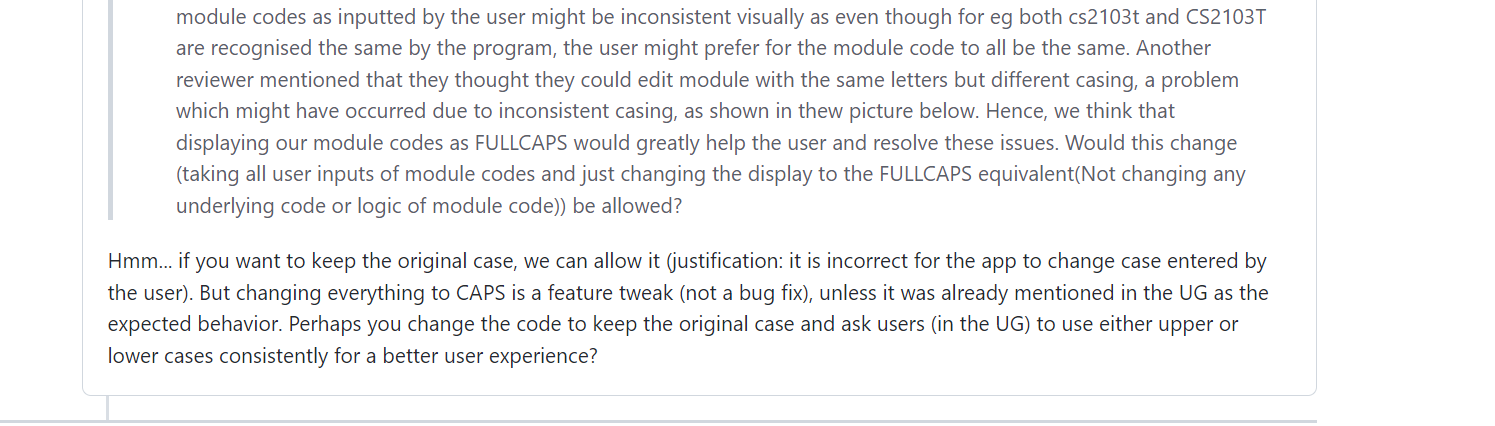 module codes as inputted by the user might be inconsistent visually as even though for eg both cs2103t and CS2103T
are recognised the same by the program, the user might prefer for the module code to all be the same. Another
reviewer mentioned that they thought they could edit module with the same letters but different casing, a problem
which might have occurred due to inconsistent casing, as shown in thew picture below. Hence, we think that
displaying our module codes as FULLCAPS would greatly help the user and resolve these issues. Would this change
(taking all user inputs of module codes and just changing the display to the FULLCAPS equivalent(Not changing any
underlying code or logic of module code)) be allowed?
Hmm... if you want to keep the original case, we can allow it (justification: it is incorrect for the app to change case entered by
the user). But changing everything to CAPS is a feature tweak (not a bug fix), unless it was already mentioned in the UG as the
expected behavior. Perhaps you change the code to keep the original case and ask users (in the UG) to use either upper or
lower cases consistently for a better user experience?